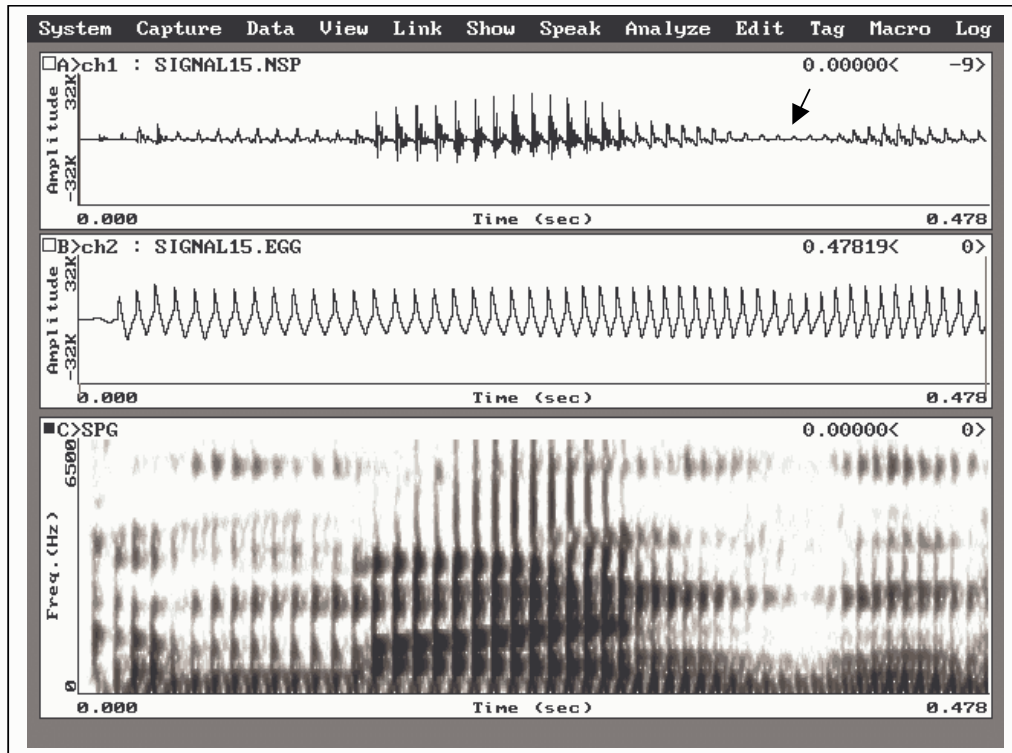 System Capture Data View Link Show Speak Analyze Edit Tag Macro Log
A>ch1 : SIGNAL15.NSP 0.00000< -9>
Amplitude
-32K 32K
0.000 Time (sec) 0.478
B>ch2 : SIGNAL15.EGG 0.47819< 0>
Amplitude
-32K 32K
0.000 Time (sec) 0.478
C>SPG 0.00000< 0>
Freq.(Hz)
0 6500
0.000 Time (sec) 0.478